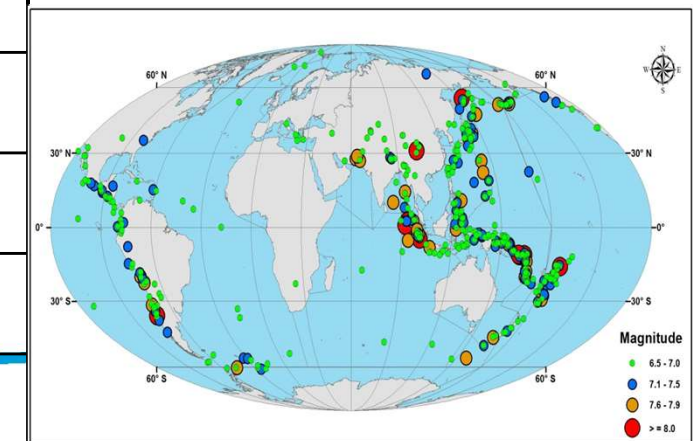 N
W E
S
60° N
60° N
30° N
30° N
0°
0°
30° S
30° S
60° S
60° S
Magnitude
6.5 - 7.0
7.1 - 7.5
7.6 - 7.9
> = 8.0